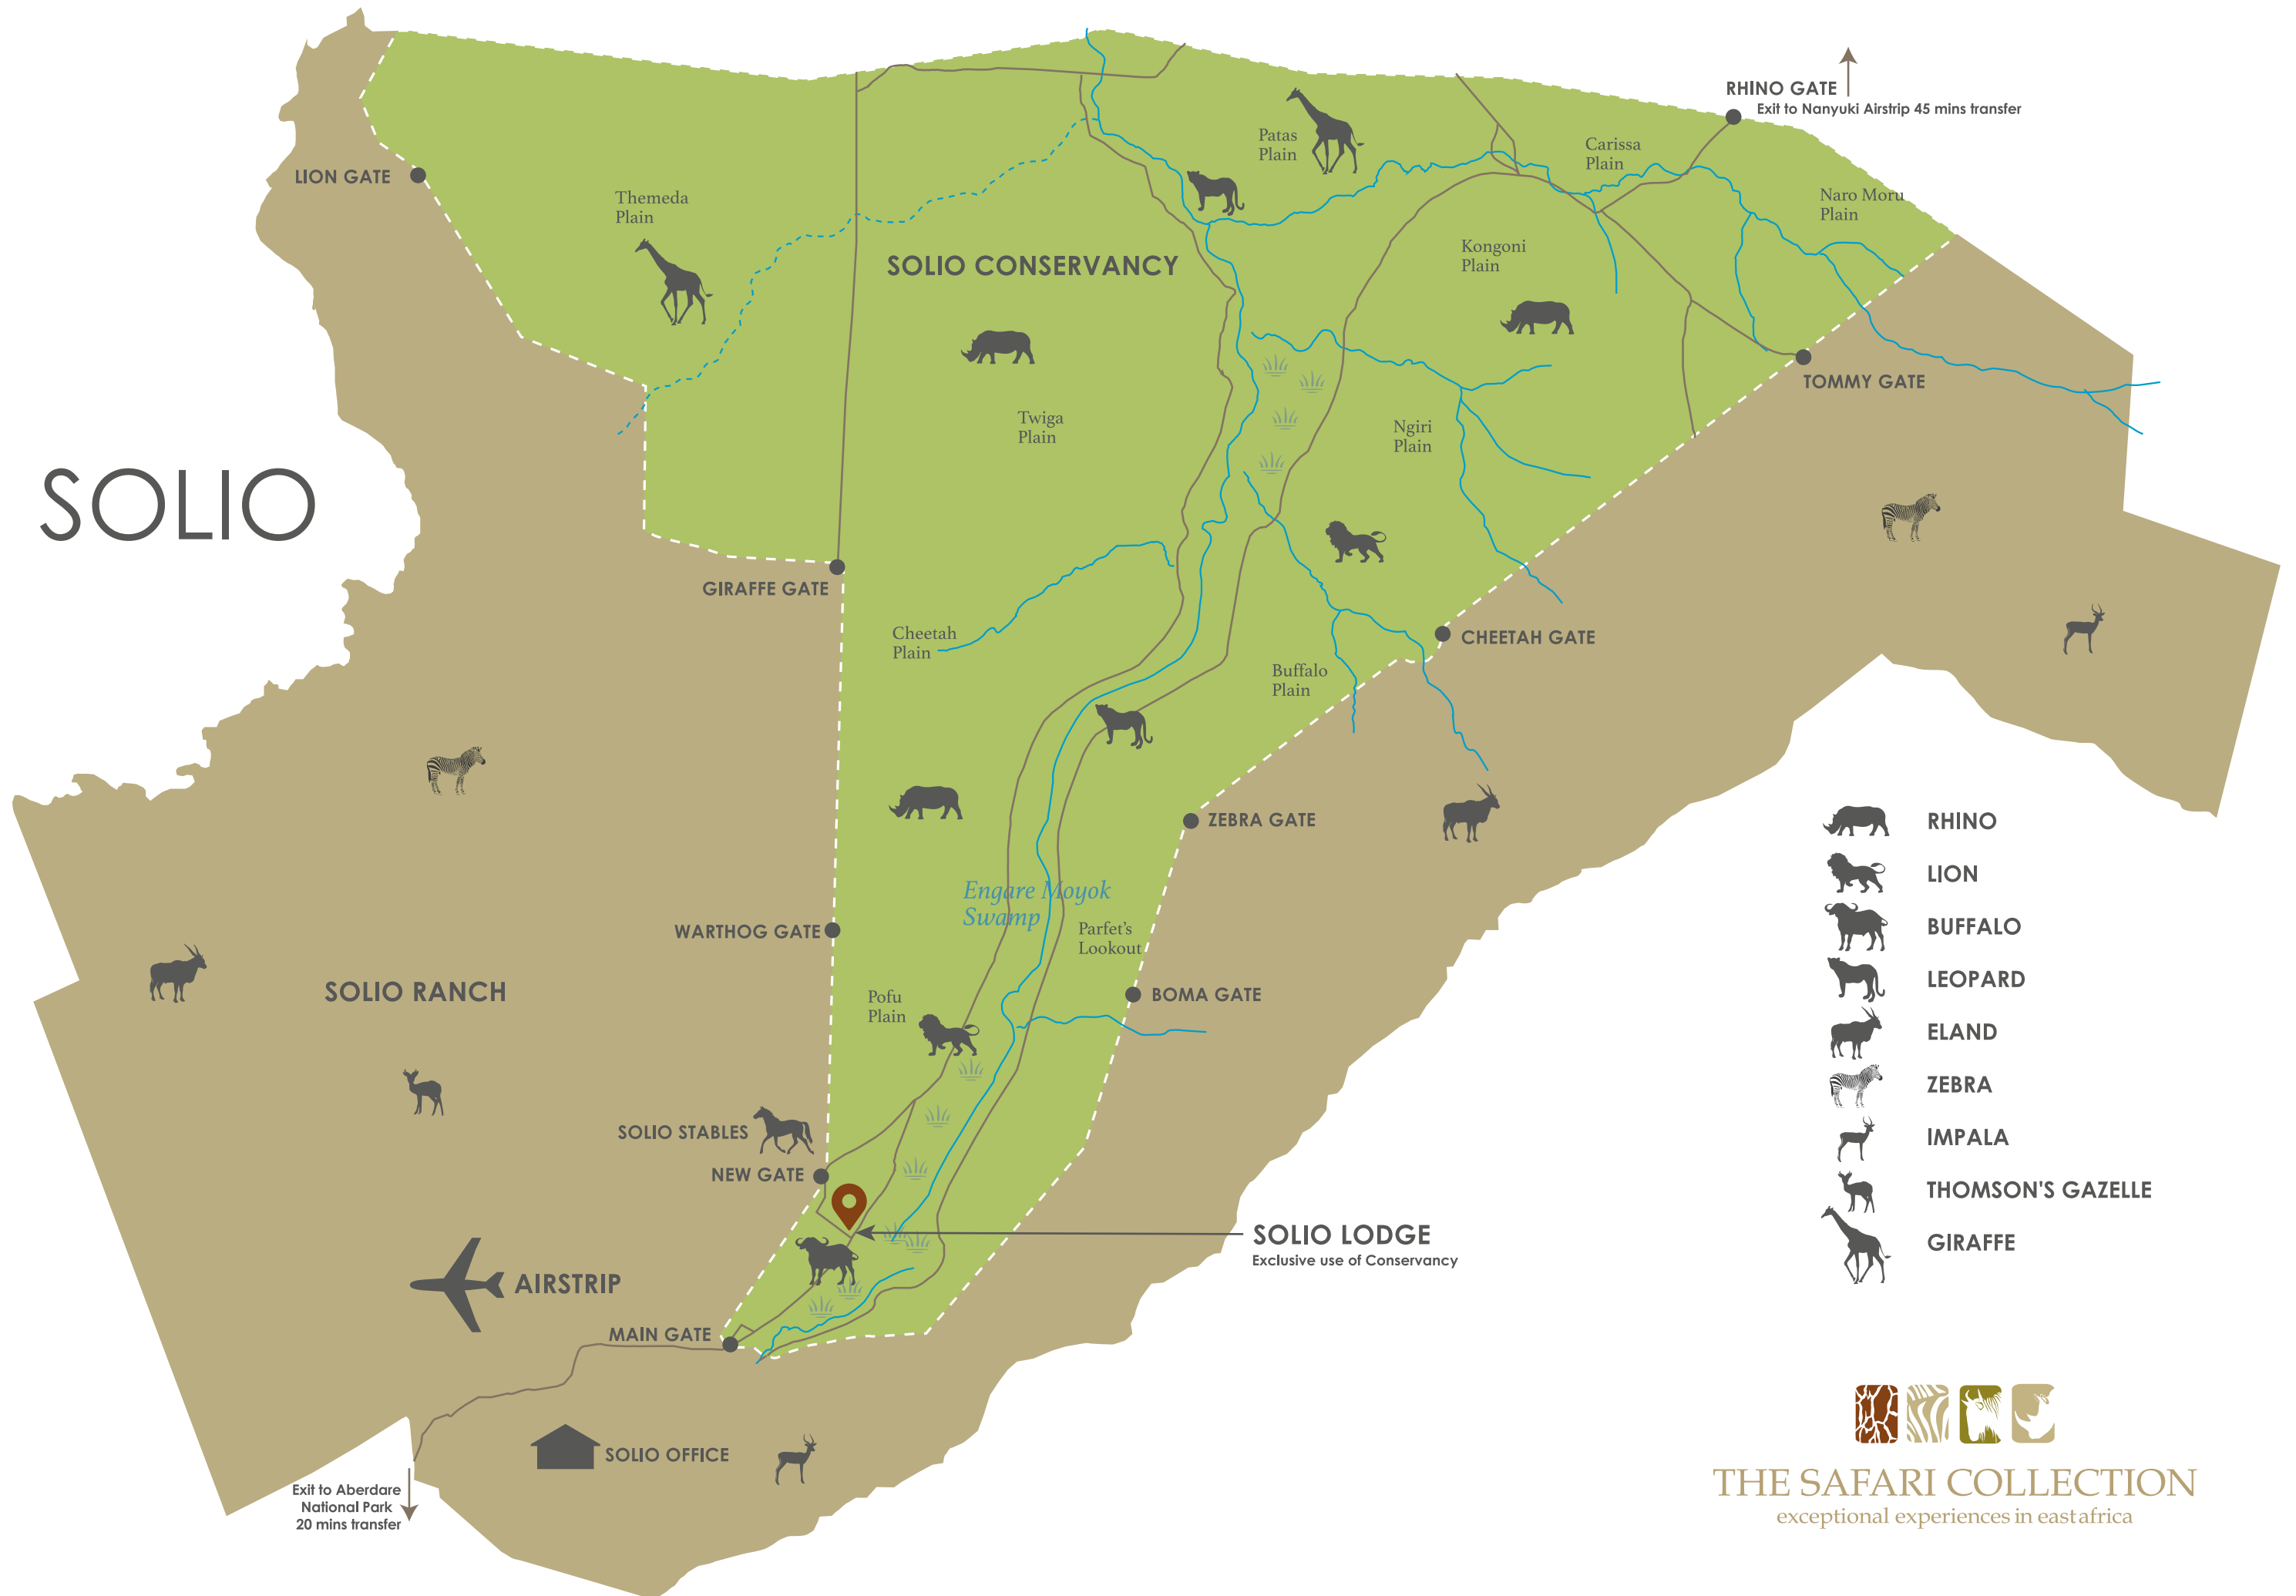 RHINO GATE
Exit to Nanyuki Airstrip 45 mins transfer
Patas
Plain
Carissa
Plain
LION GATE
Themeda
Plain
Naro Moru
Plain
SOLIO CONSERVANCY
Kongoni
Plain
TOMMY GATE
Twiga
Plain
Ngiri
Plain
SOLIO
GIRAFFE GATE
Cheetah
Plain
CHEETAH GATE
Buffalo
Plain
ZEBRA GATE
Engare Moyok
Swamp
WARTHOG GATE
Parfet's
Lookout
SOLIO RANCH
Pofu
Plain
BOMA GATE
SOLIO STABLES
NEW GATE
SOLIO LODGE
Exclusive use of Conservancy
AIRSTRIP
MAIN GATE
SOLIO OFFICE
Exit to Aberdare
National Park
20 mins transfer
RHINO
LION
BUFFALO
LEOPARD
ELAND
ZEBRA
IMPALA
THOMSON'S GAZELLE
GIRAFFE
THE SAFARI COLLECTION
exceptional experiences in east africa